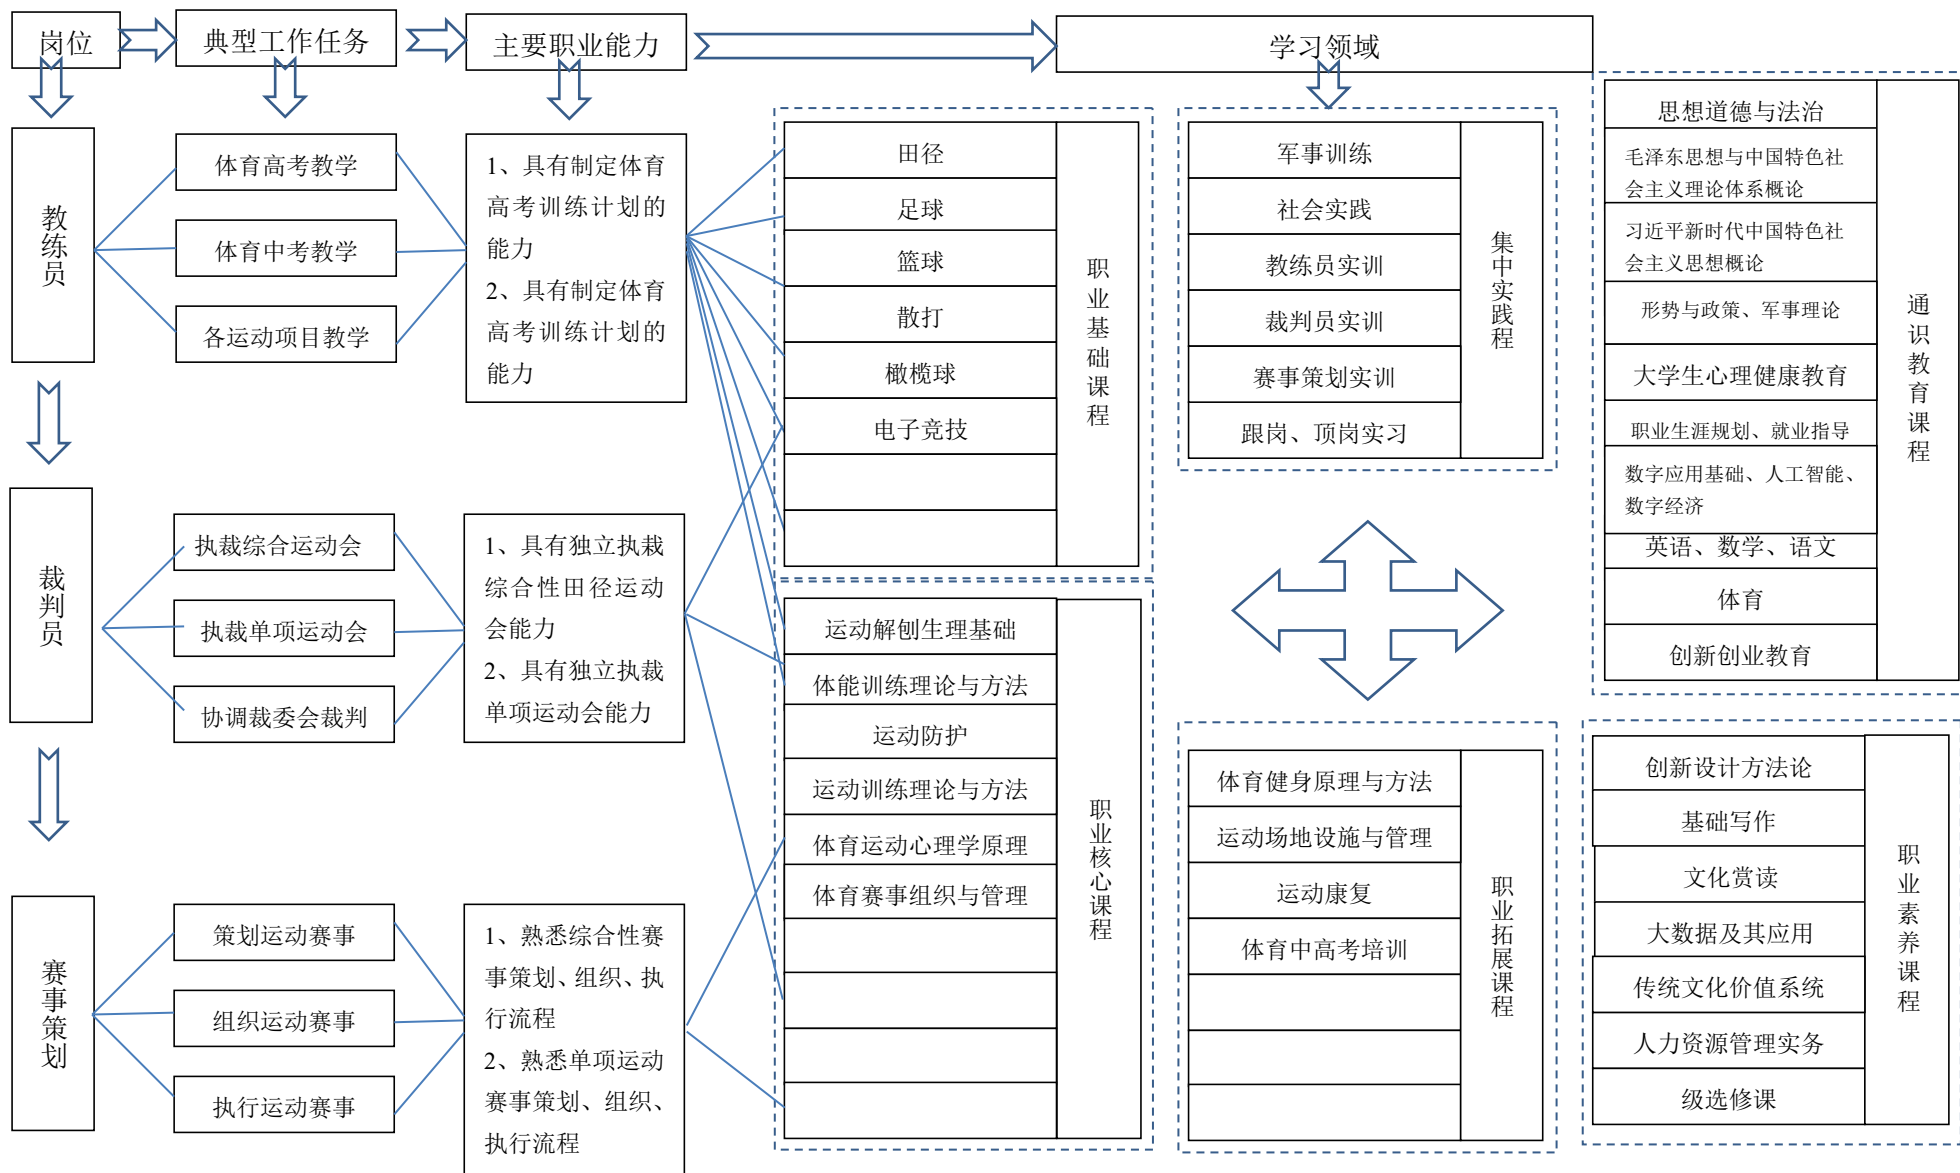 岗位
典型工作任务
主要职业能力
学习领域
教练员
体育高考教学
体育中考教学
各运动项目教学
1、具有制定体育
高考训练计划的
能力
2、具有制定体育
高考训练计划的
能力
裁判员
执裁综合运动会
执裁单项运动会
协调裁委会裁判
1、具有独立执裁
综合性田径运动
会能力
2、具有独立执裁
单项运动会能力
赛事策划
策划运动赛事
组织运动赛事
执行运动赛事
1、熟悉综合性赛
事策划、组织、执
行流程
2、熟悉单项运动
赛事策划、组织、
执行流程
田径
足球
篮球
散打
橄榄球
电子竞技
职业基础课程
运动解刨生理基础
体能训练理论与方法
运动防护
运动训练理论与方法
体育运动心理学原理
体育赛事组织与管理
职业核心课程
军事训练
社会实践
教练员实训
裁判员实训
赛事策划实训
跟岗、顶岗实习
集中实践程
体育健身原理与方法
运动场地设施与管理
运动康复
体育中高考培训
职业拓展课程
思想道德与法治
毛泽东思想与中国特色社
会主义理论体系概论
习近平新时代中国特色社
会主义思想概论
形势与政策、军事理论
大学生心理健康教育
职业生涯规划、就业指导
数字应用基础、人工智能、
数字经济
英语、数学、语文
体育
创新创业教育
通识教育课程
创新设计方法论
基础写作
文化赏读
大数据及其应用
传统文化价值系统
人力资源管理实务
级选修课
职业素养课程